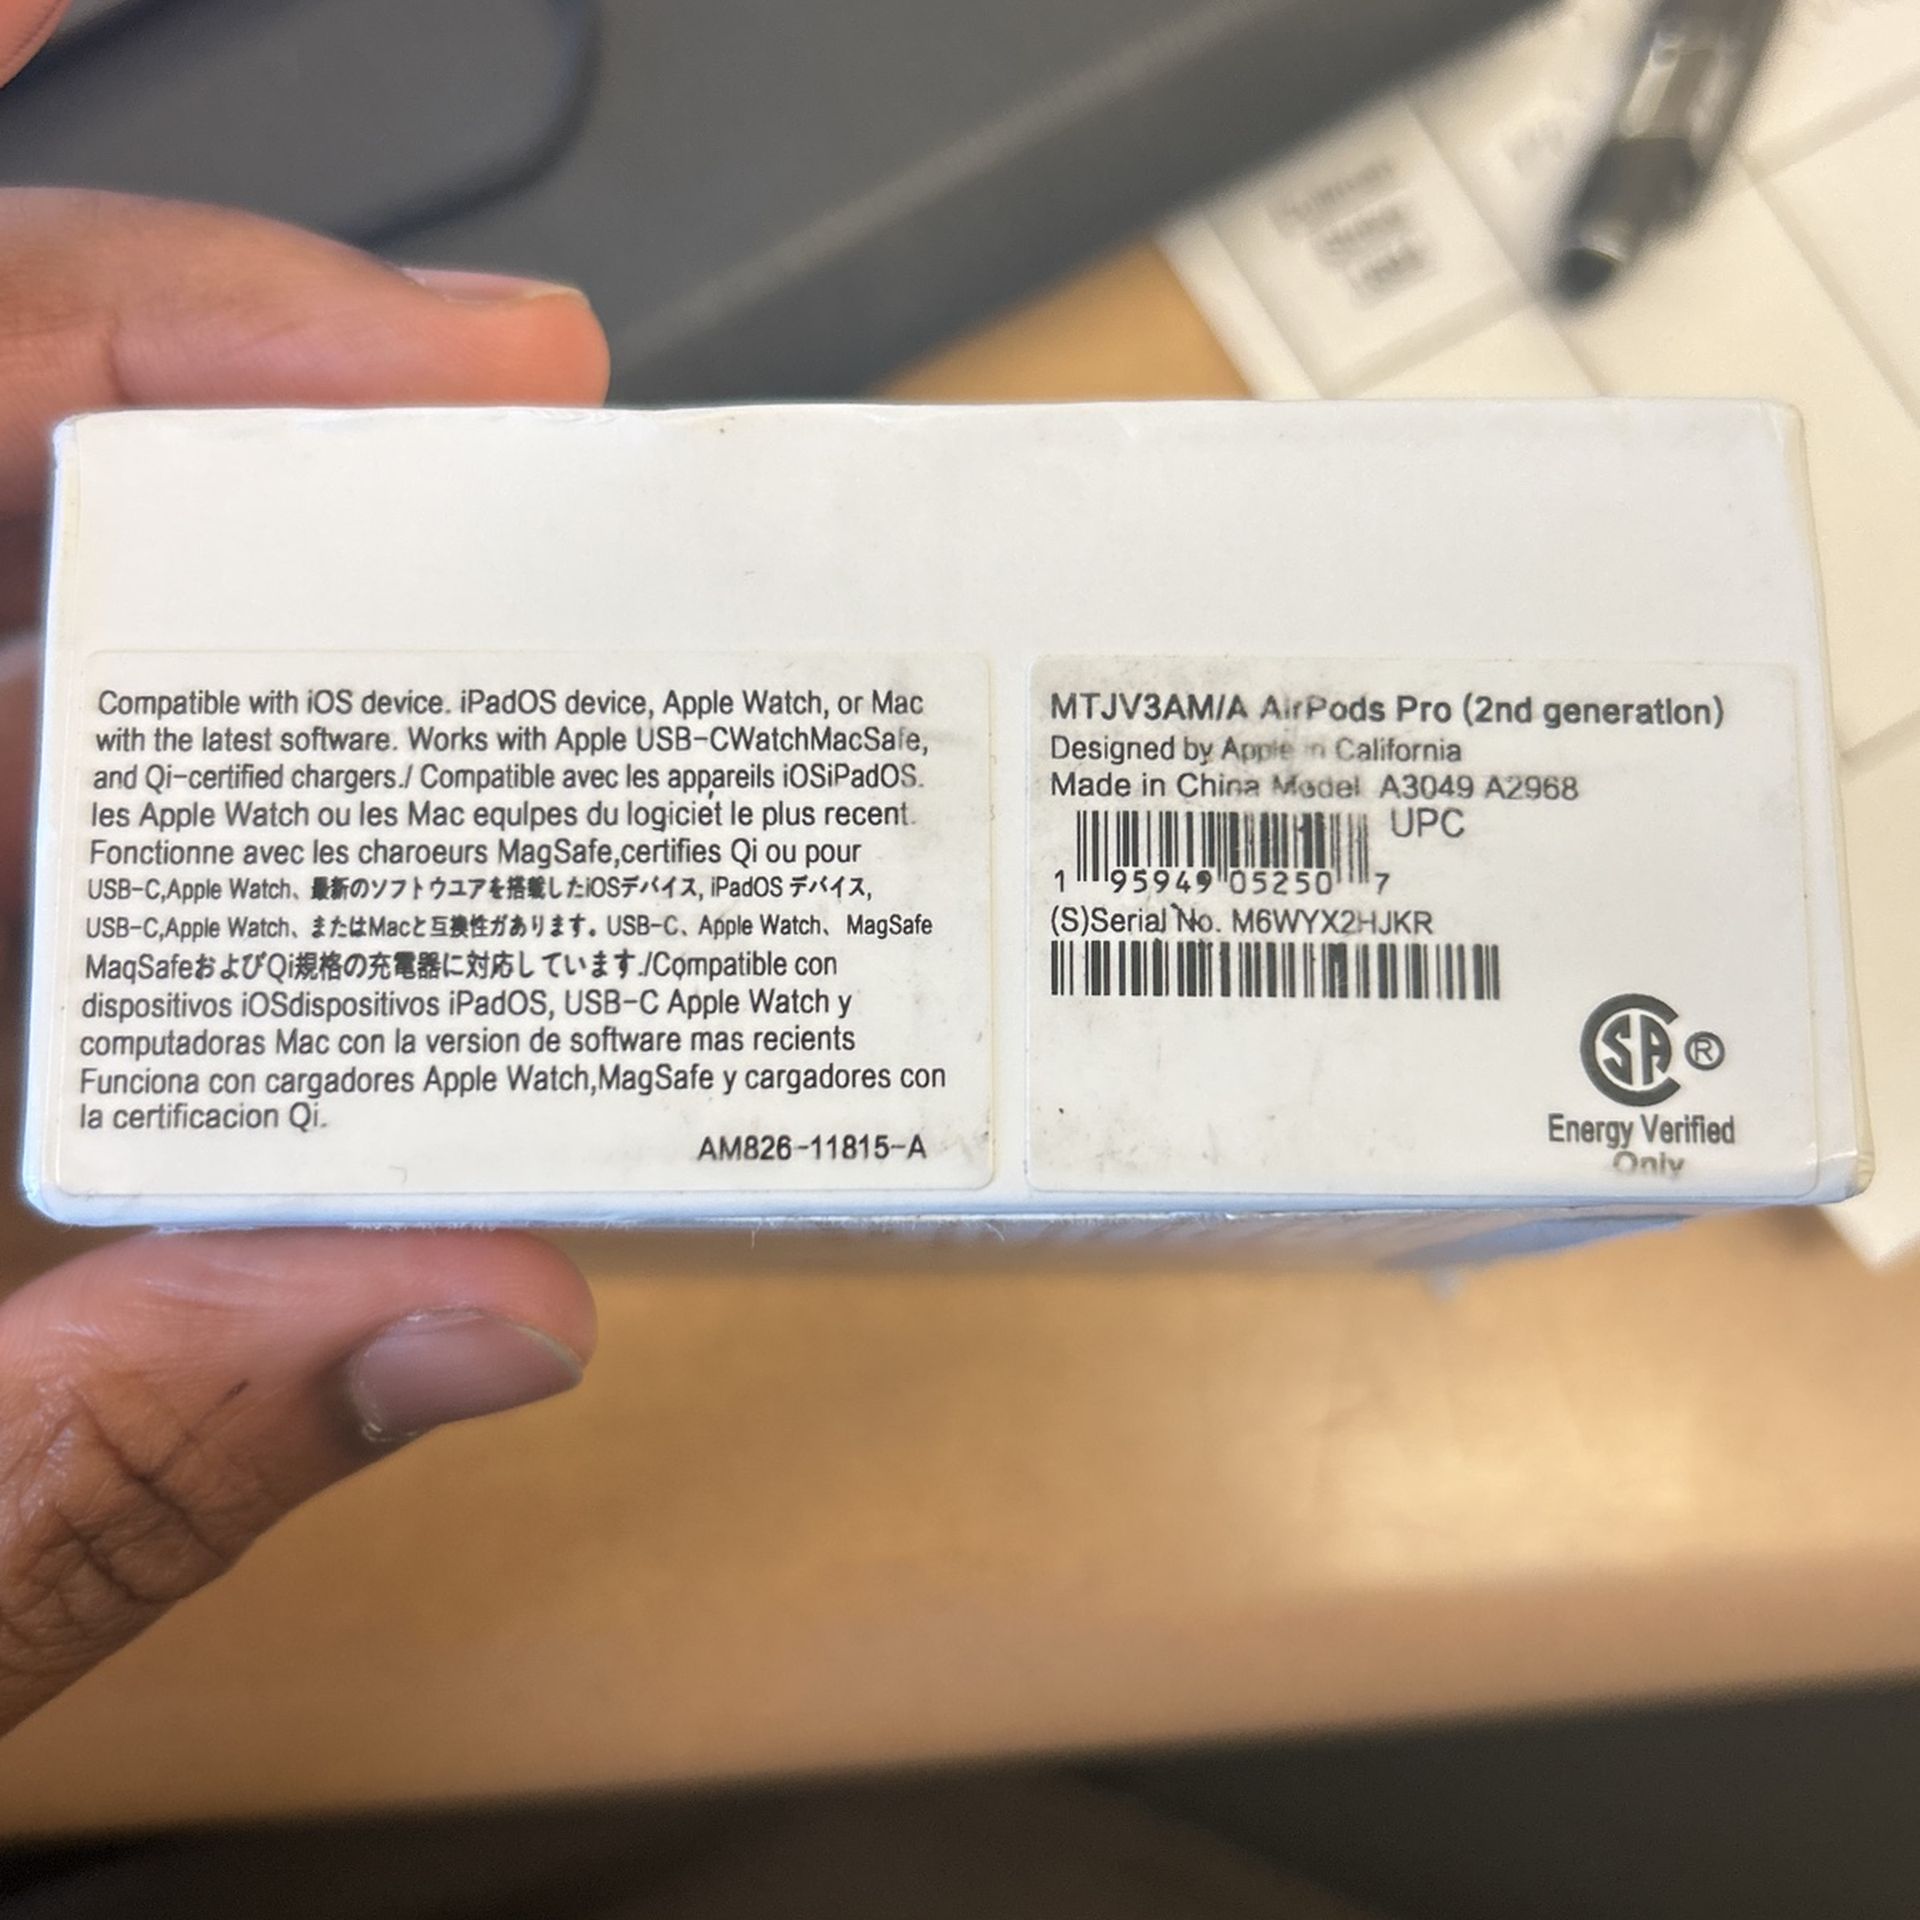 Compatible with iOS device. iPadOS device, Apple Watch, or Mac
with the latest software. Works with Apple USB-CWatchMacSafe,
and Qi-certified chargers./ Compatible avec les appareils iOSiPadOS.
les Apple Watch ou les Mac equlpes du logiciet le plus recent.
Fonctionne avec les charoeurs MagSafe,certifies Qi ou pour
USB-C,Apple Watch、最新のソフトウユアを搭載したiOSデバイス, iPadOS デバイス,
USB-C,Apple Watch、またはMacと互換性があります。USB-C、Apple Watch、 MagSafe
MaqSafeおよびQi規格の充電器に対応しています./Compatible con
dispositivos iOSdispositivos iPadOS, USB-C Apple Watch y
computadoras Mac con la version de software mas recients
Funciona con cargadores Apple Watch,MagSafe y cargadores con
la certificacion Qi.
AM826-11815-A
MTJV3AM/A AirPods Pro (2nd generatlon)
Designed by Apple in California
Made in China Model A3049 A2968
UPC
1 95949 05250 7
(S)Serial No. M6WYX2HJKR
SA ®
Energy Verified
Only